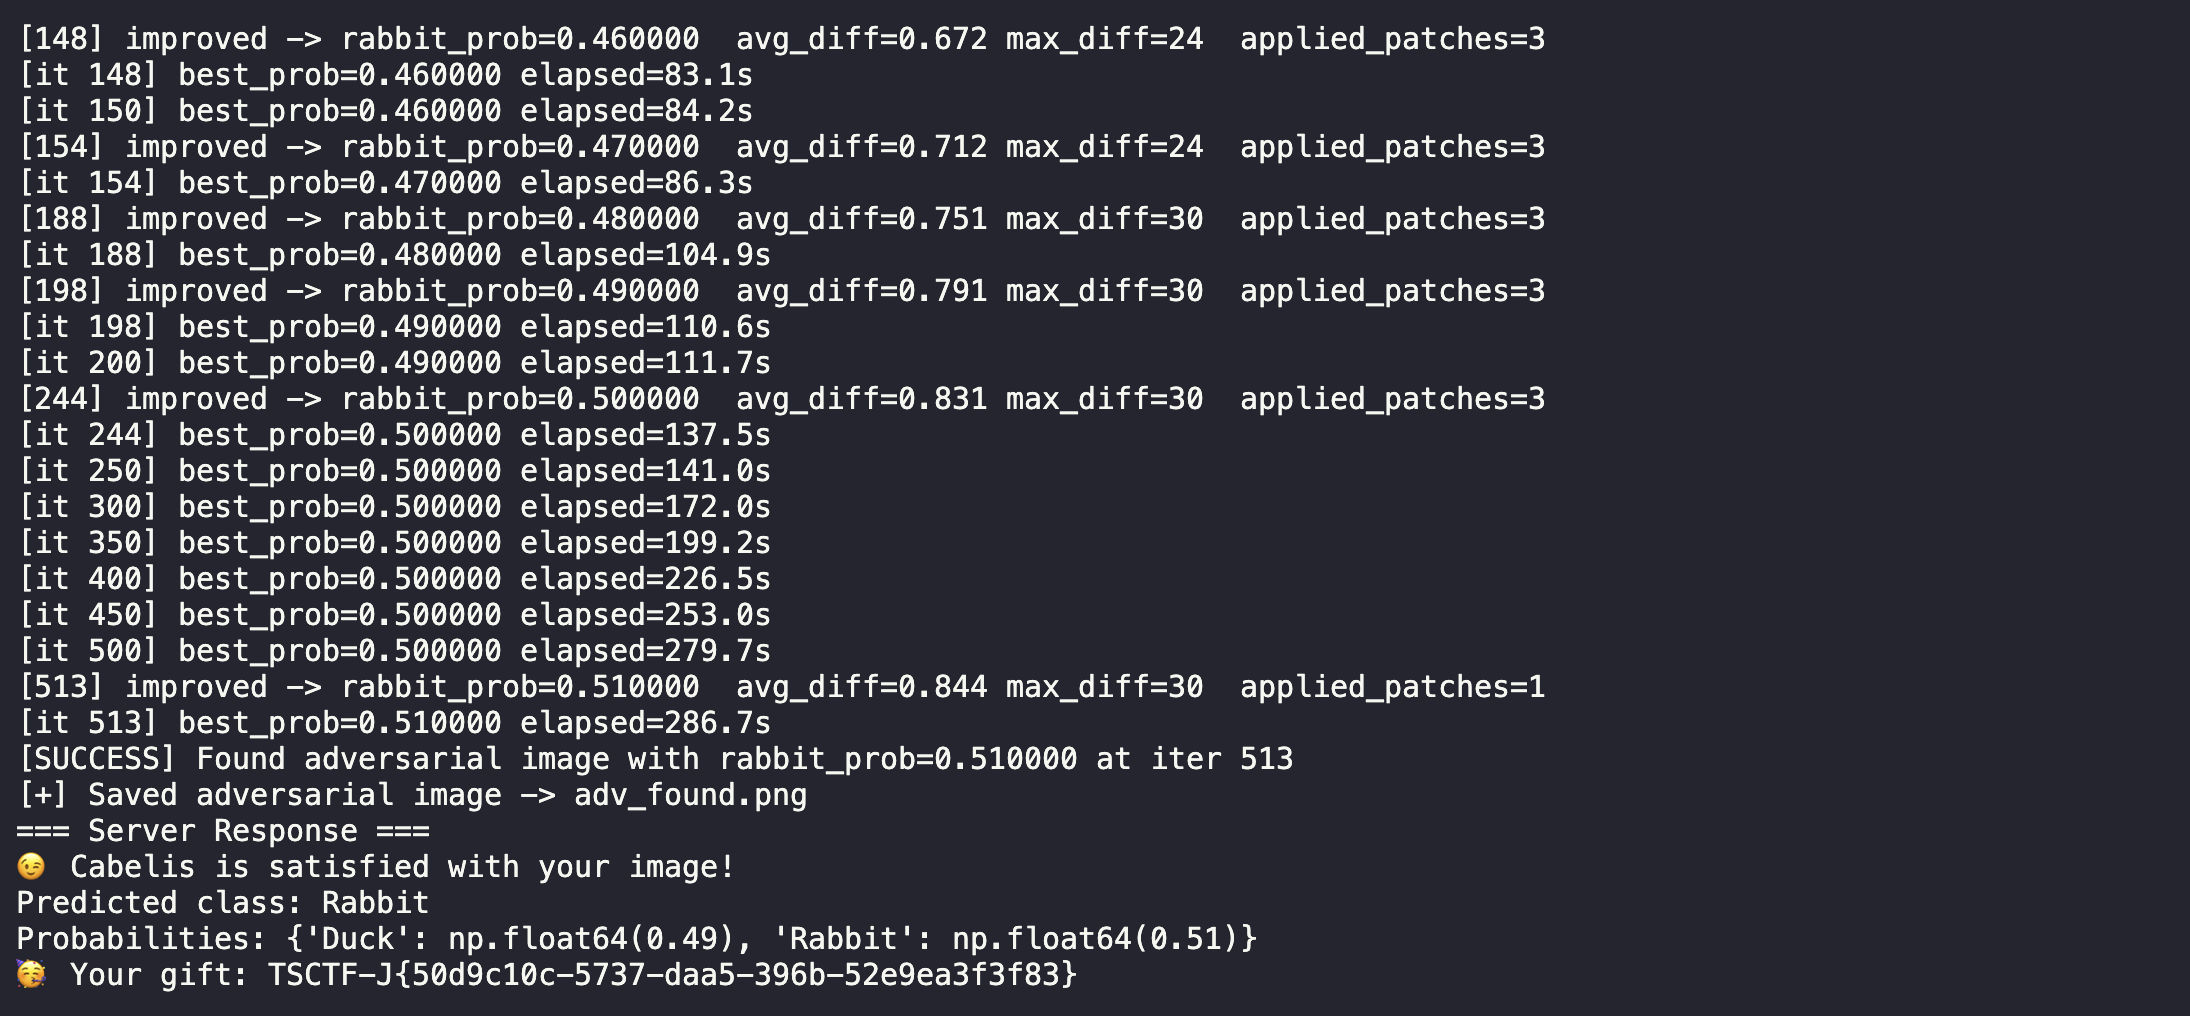 [148] improved -> rabbit_prob=0.460000  avg_diff=0.672 max_diff=24  applied_patches=3
[it 148] best_prob=0.460000 elapsed=83.1s
[it 150] best_prob=0.460000 elapsed=84.2s
[154] improved -> rabbit_prob=0.470000  avg_diff=0.712 max_diff=24  applied_patches=3
[it 154] best_prob=0.470000 elapsed=86.3s
[188] improved -> rabbit_prob=0.480000  avg_diff=0.751 max_diff=30  applied_patches=3
[it 188] best_prob=0.480000 elapsed=104.9s
[198] improved -> rabbit_prob=0.490000  avg_diff=0.791 max_diff=30  applied_patches=3
[it 198] best_prob=0.490000 elapsed=110.6s
[it 200] best_prob=0.490000 elapsed=111.7s
[244] improved -> rabbit_prob=0.500000  avg_diff=0.831 max_diff=30  applied_patches=3
[it 244] best_prob=0.500000 elapsed=137.5s
[it 250] best_prob=0.500000 elapsed=141.0s
[it 300] best_prob=0.500000 elapsed=172.0s
[it 350] best_prob=0.500000 elapsed=199.2s
[it 400] best_prob=0.500000 elapsed=226.5s
[it 450] best_prob=0.500000 elapsed=253.0s
[it 500] best_prob=0.500000 elapsed=279.7s
[513] improved -> rabbit_prob=0.510000  avg_diff=0.844 max_diff=30  applied_patches=1
[it 513] best_prob=0.510000 elapsed=286.7s
[SUCCESS] Found adversarial image with rabbit_prob=0.510000 at iter 513
[+] Saved adversarial image -> adv_found.png
=== Server Response ===
😉 Cabelis is satisfied with your image!
Predicted class: Rabbit
Probabilities: {'Duck': np.float64(0.49), 'Rabbit': np.float64(0.51)}
🥳 Your gift: TSCTF-J{50d9c10c-5737-daa5-396b-52e9ea3f3f83}